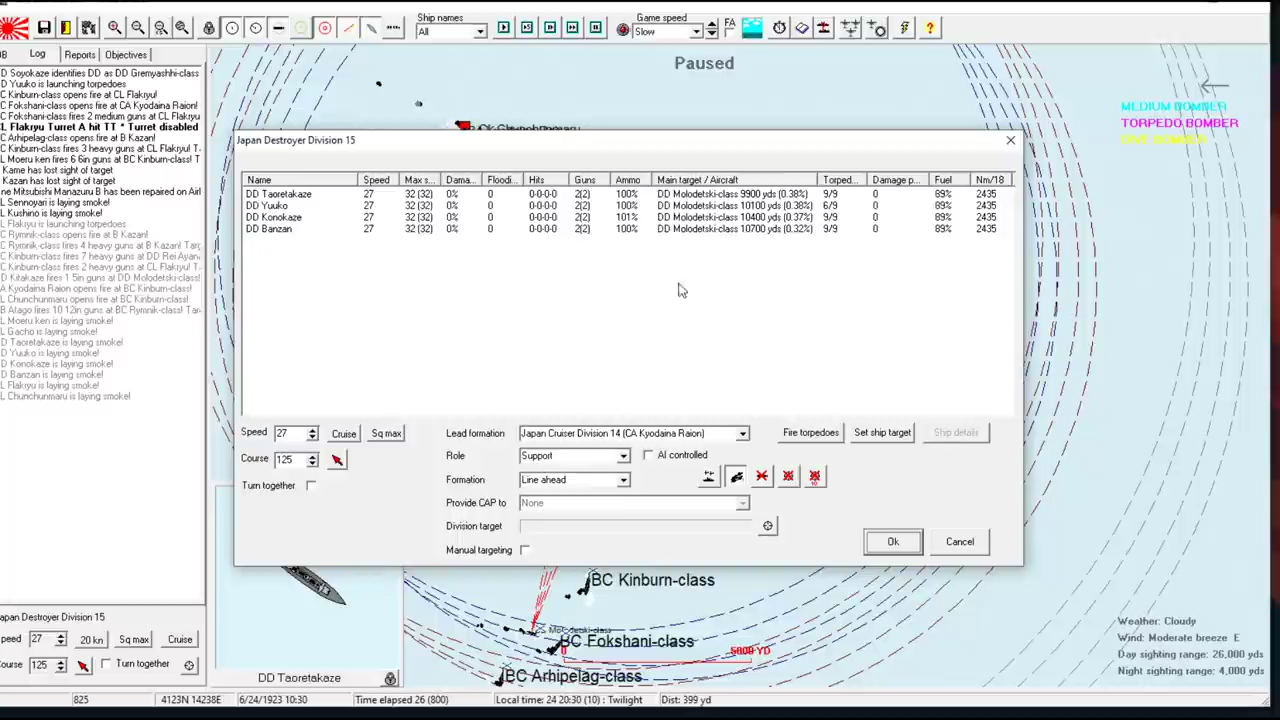 Ship names
All
Game speed
Slow
FA
Log
Reports
Objectives
Paused
MEDIUM BOMBER
TORPEDO BOMBER
DIVE BOMBER
D Soyokaze identifies DD as DD Gremyashhi-class
D Yuuko is launching torpedoes
C Kinburn-class opens fire at CL Flakryu!
C Fokshani-class opens fire at CA Kyodaina Raion!
C Fokshani-class fires 2 medium guns at CL Flakryu
L Flakryu Turret A hit TT * Turret disabled
C Arhipelag-class opens fire at B Kazan!
C Kinburn-class fires 3 heavy guns at CL Flakryu! T
L Moeru ken fires 6 6in guns at BC Kinburn-class! T
Kame has lost sight of target
Kazan has lost sight of target
ne Mitsubishi Manazuru B has been repaired on Airl
L Sennoyari is laying smoke!
L Kushino is laying smoke!
L Flakryu is launching torpedoes
C Rymnik-class opens fire at B Kazan!
C Rymnik-class fires 4 heavy guns at B Kazan! Targ
C Kinburn-class fires 7 heavy guns at DD Rei Ayan
C Kinburn-class fires 2 heavy guns at CL Flakryu! T
D Kitakaze fires 1 5in guns at DD Molodetski-class!
A Kyodaina Raion opens fire at BC Kinburn-class!
L Chunchunmaru opens fire at BC Kinburn-class!
B Atago fires 10 12in guns at BC Rymnik-class! Tar
L Moeru ken is laying smoke!
L Gacho is laying smoke!
D Taoretakaze is laying smoke!
D Yuuko is laying smoke!
D Konokaze is laying smoke!
D Banzan is laying smoke!
L Flakryu is laying smoke!
L Chunchunmaru is laying smoke!
Japan Destroyer Division 15
Name Speed Max s... Dama... Floodi... Hits Guns Ammo Main target / Aircraft Torped... Damage p... Fuel Nm/18
DD Taoretakaze 27 32 (32) 0% 0 0-0-0-0 2(2) 100% DD Molodetski-class 9900 yds (0.38%) 9/9 0 89% 2435
DD Yuuko 27 32 (32) 0% 0 0-0-0-0 2(2) 100% DD Molodetski-class 10100 yds (0.38%) 6/9 0 89% 2435
DD Konokaze 27 32 (32) 0% 0 0-0-0-0 2(2) 101% DD Molodetski-class 10400 yds (0.37%) 9/9 0 89% 2435
DD Banzan 27 32 (32) 0% 0 0-0-0-0 2(2) 100% DD Molodetski-class 10700 yds (0.32%) 9/9 0 89% 2435
Speed 27 Cruise Sq max
Course 125
Turn together
Lead formation Japan Cruiser Division 14 (CA Kyodaina Raion)
Fire torpedoes Set ship target Ship details
Role Support AI controlled
Formation Line ahead
Provide CAP to None
Division target
Manual targeting
Ok Cancel
BC Kinburn-class
BC Fokshani-class
0 5000 YD
BC Arhipelag-class
Weather: Cloudy
Wind: Moderate breeze E
Day sighting range: 26,000 yards
Night sighting range: 4,000 yards
apan Destroyer Division 15
peed 27 20 kn Sq max Cruise
ourse 125 Turn together
DD Taoretakaze
825 4123N 14238E 6/24/1923 10:30 Time elapsed 26 (800) Local time: 24 20:30 (10) : Twilight Dist: 399 yd